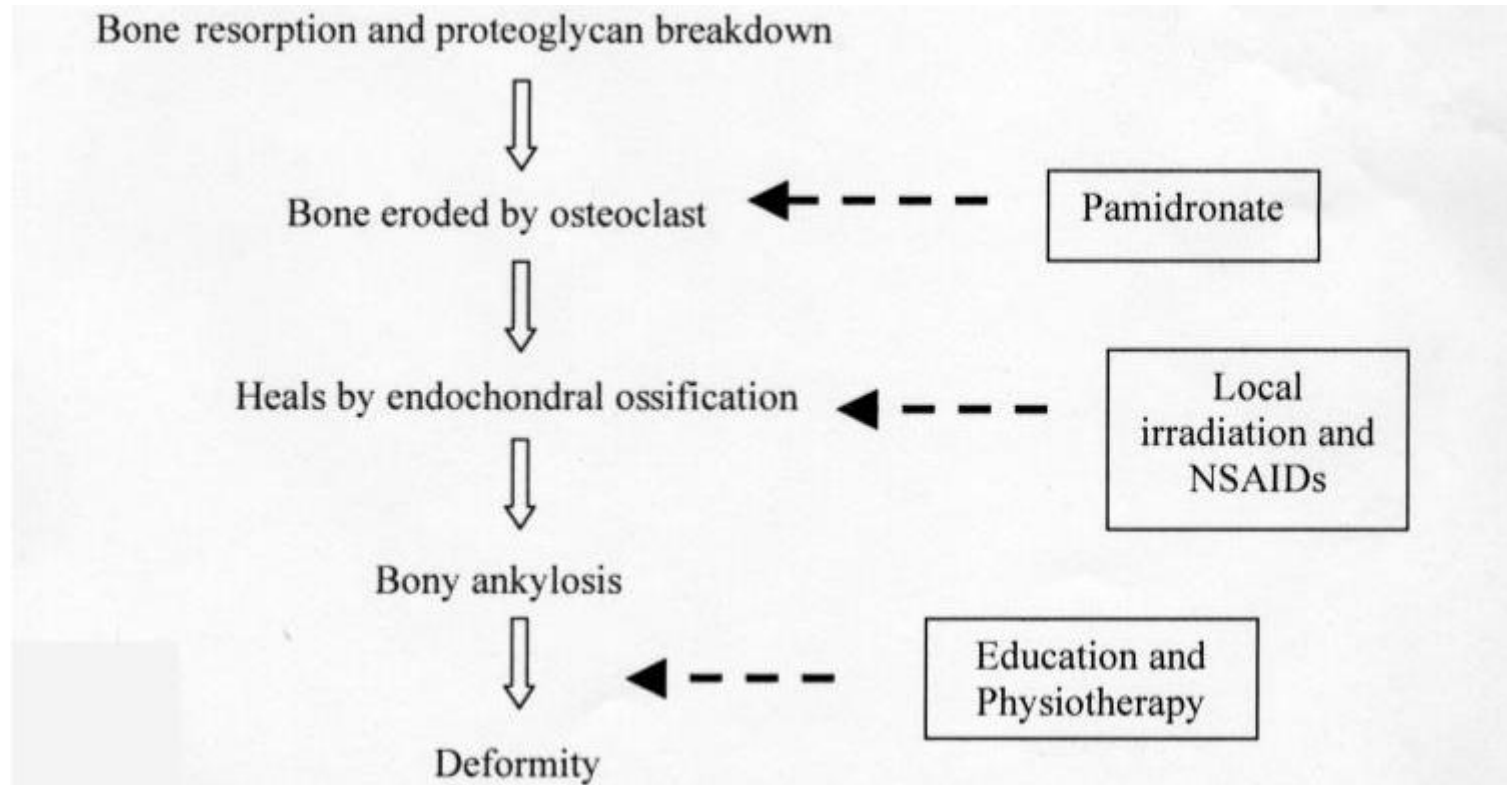 Bone resorption and proteoglycan breakdown
Bone eroded by osteoclast
Pamidronate
Heals by endochondral ossification
Local
irradiation and
NSAIDs
Bony ankylosis
Education and
Physiotherapy
Deformity